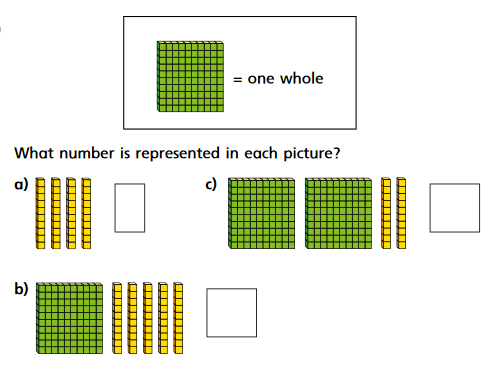 = one whole
What number is represented in each picture?
a)
c)
b)